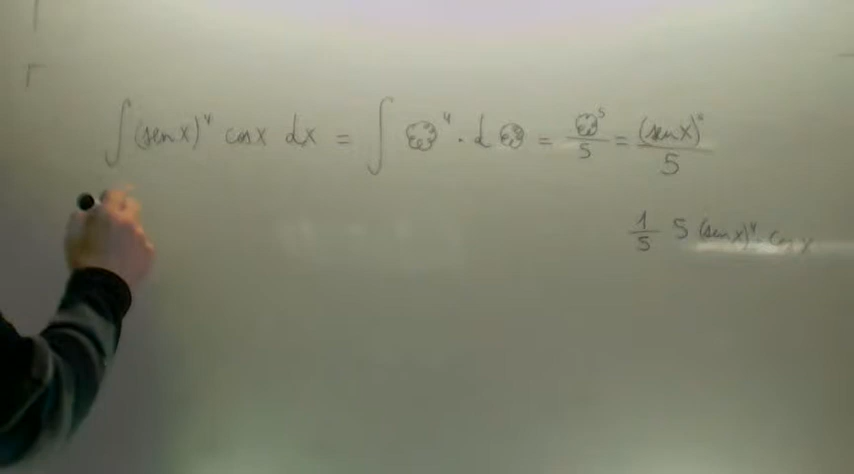 ∫ (sen x)⁴ cos x dx = ∫ ☁⁴ · d ☁ = ☁⁵/5 = (sen x)⁵/5
1/5 5 (sen x)⁴ · cos x